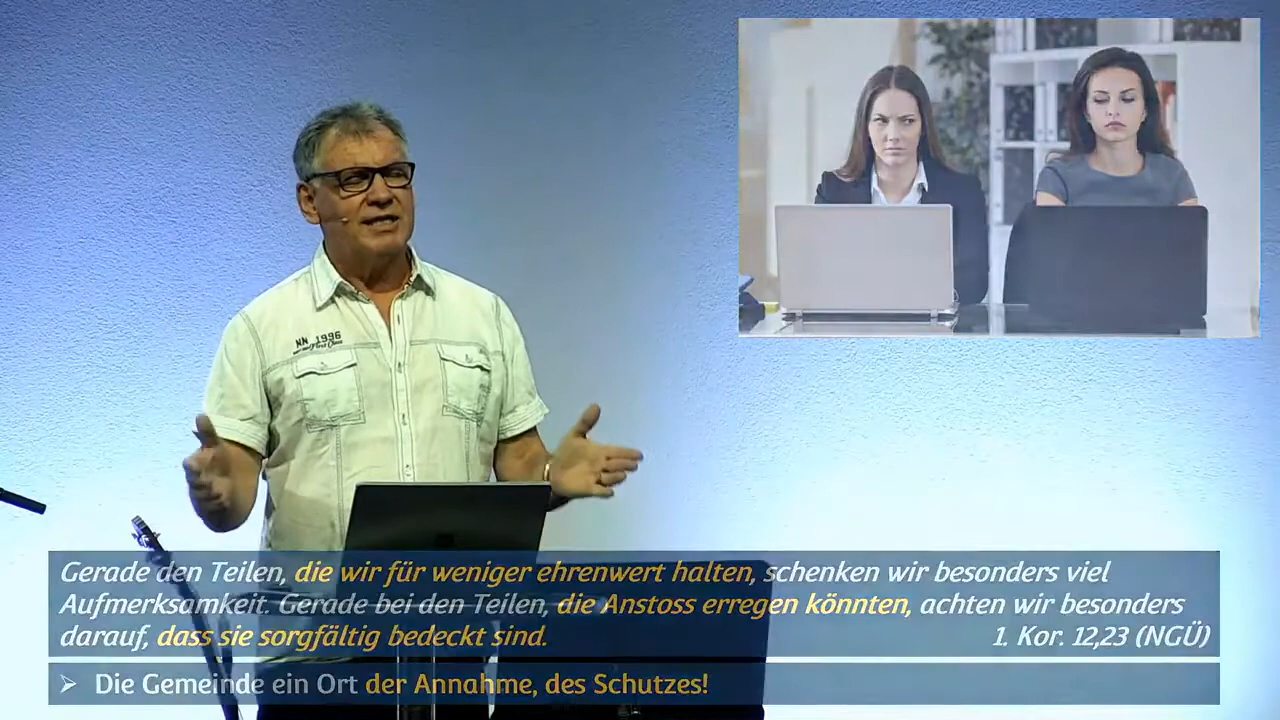 NN 1996
Gerade den Teilen, die wir für weniger ehrenwert halten, schenken wir besonders viel
Aufmerksamkeit. Gerade bei den Teilen, die Anstoss erregen könnten, achten wir besonders
darauf, dass sie sorgfältig bedeckt sind. 1. Kor. 12,23 (NGÜ)
➢ Die Gemeinde ein Ort der Annahme, des Schutzes!